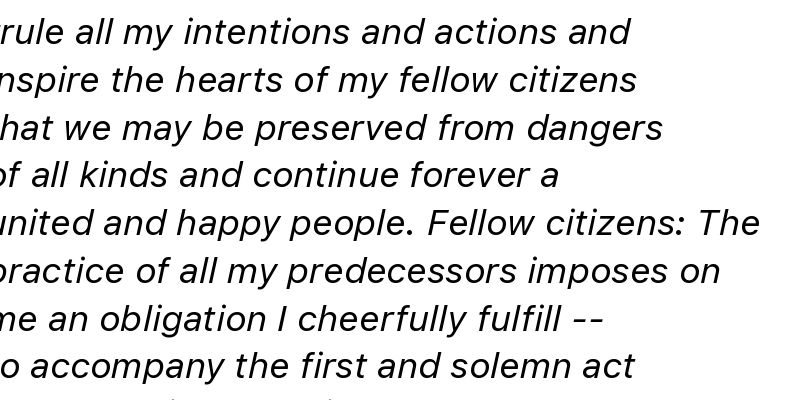 rule all my intentions and actions and
nspire the hearts of my fellow citizens
hat we may be preserved from dangers
of all kinds and continue forever a
united and happy people. Fellow citizens: The
practice of all my predecessors imposes on
me an obligation I cheerfully fulfill --
o accompany the first and solemn act